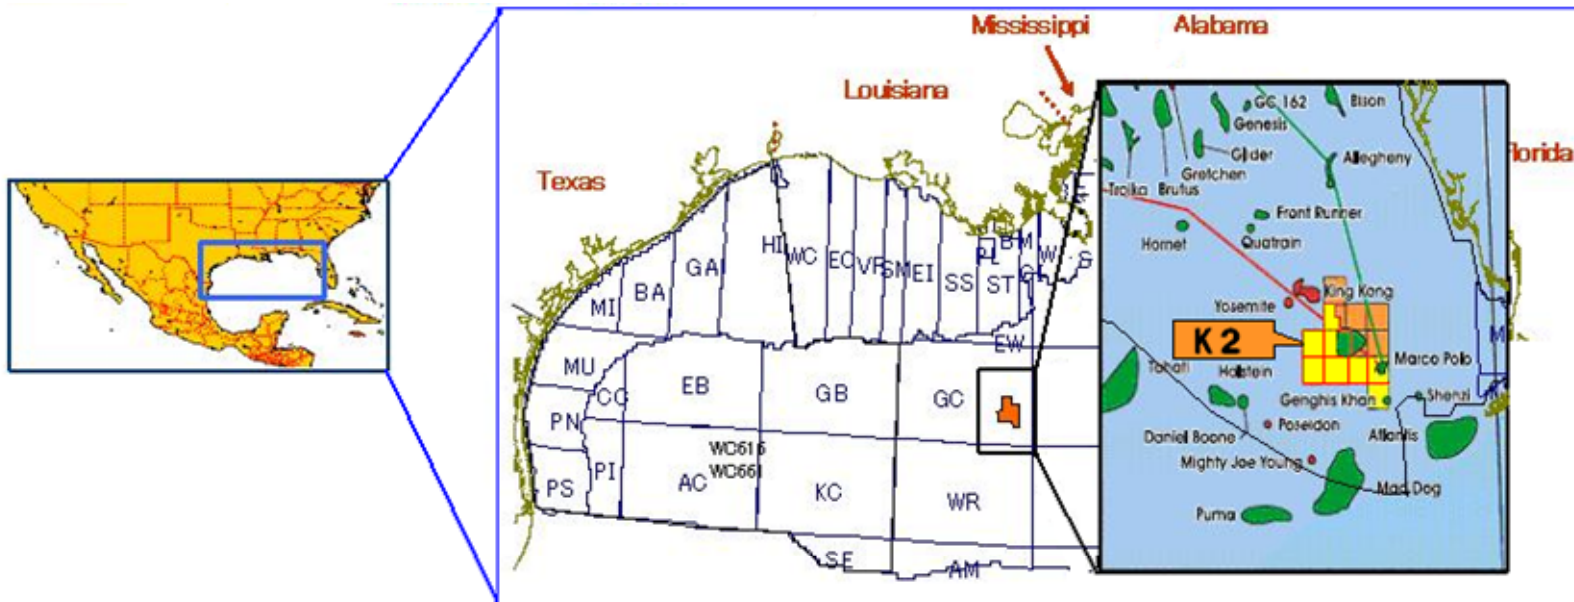 Mississippi
Alabama
Louisiana
Texas
Florida
HI
WC
EC
VR
SM
EI
SS
PL
ST
B
M
W
E
&
GA
BA
MI
MU
EB
GB
GC
EW
CC
PN
PI
PS
WC616
WC661
AC
KC
WR
SE
AM
GC 162
Bison
Genesis
Glider
Allegheny
Gretchen
Troika
Brutus
Front Runner
Hornet
Quatrain
King Kong
Yosemite
K2
Marco Polo
Tahati
Holstein
Genghis Khan
Shenzi
Poseidon
Atlantis
Daniel Boone
Mighty Joe Young
Mad Dog
Puma
M